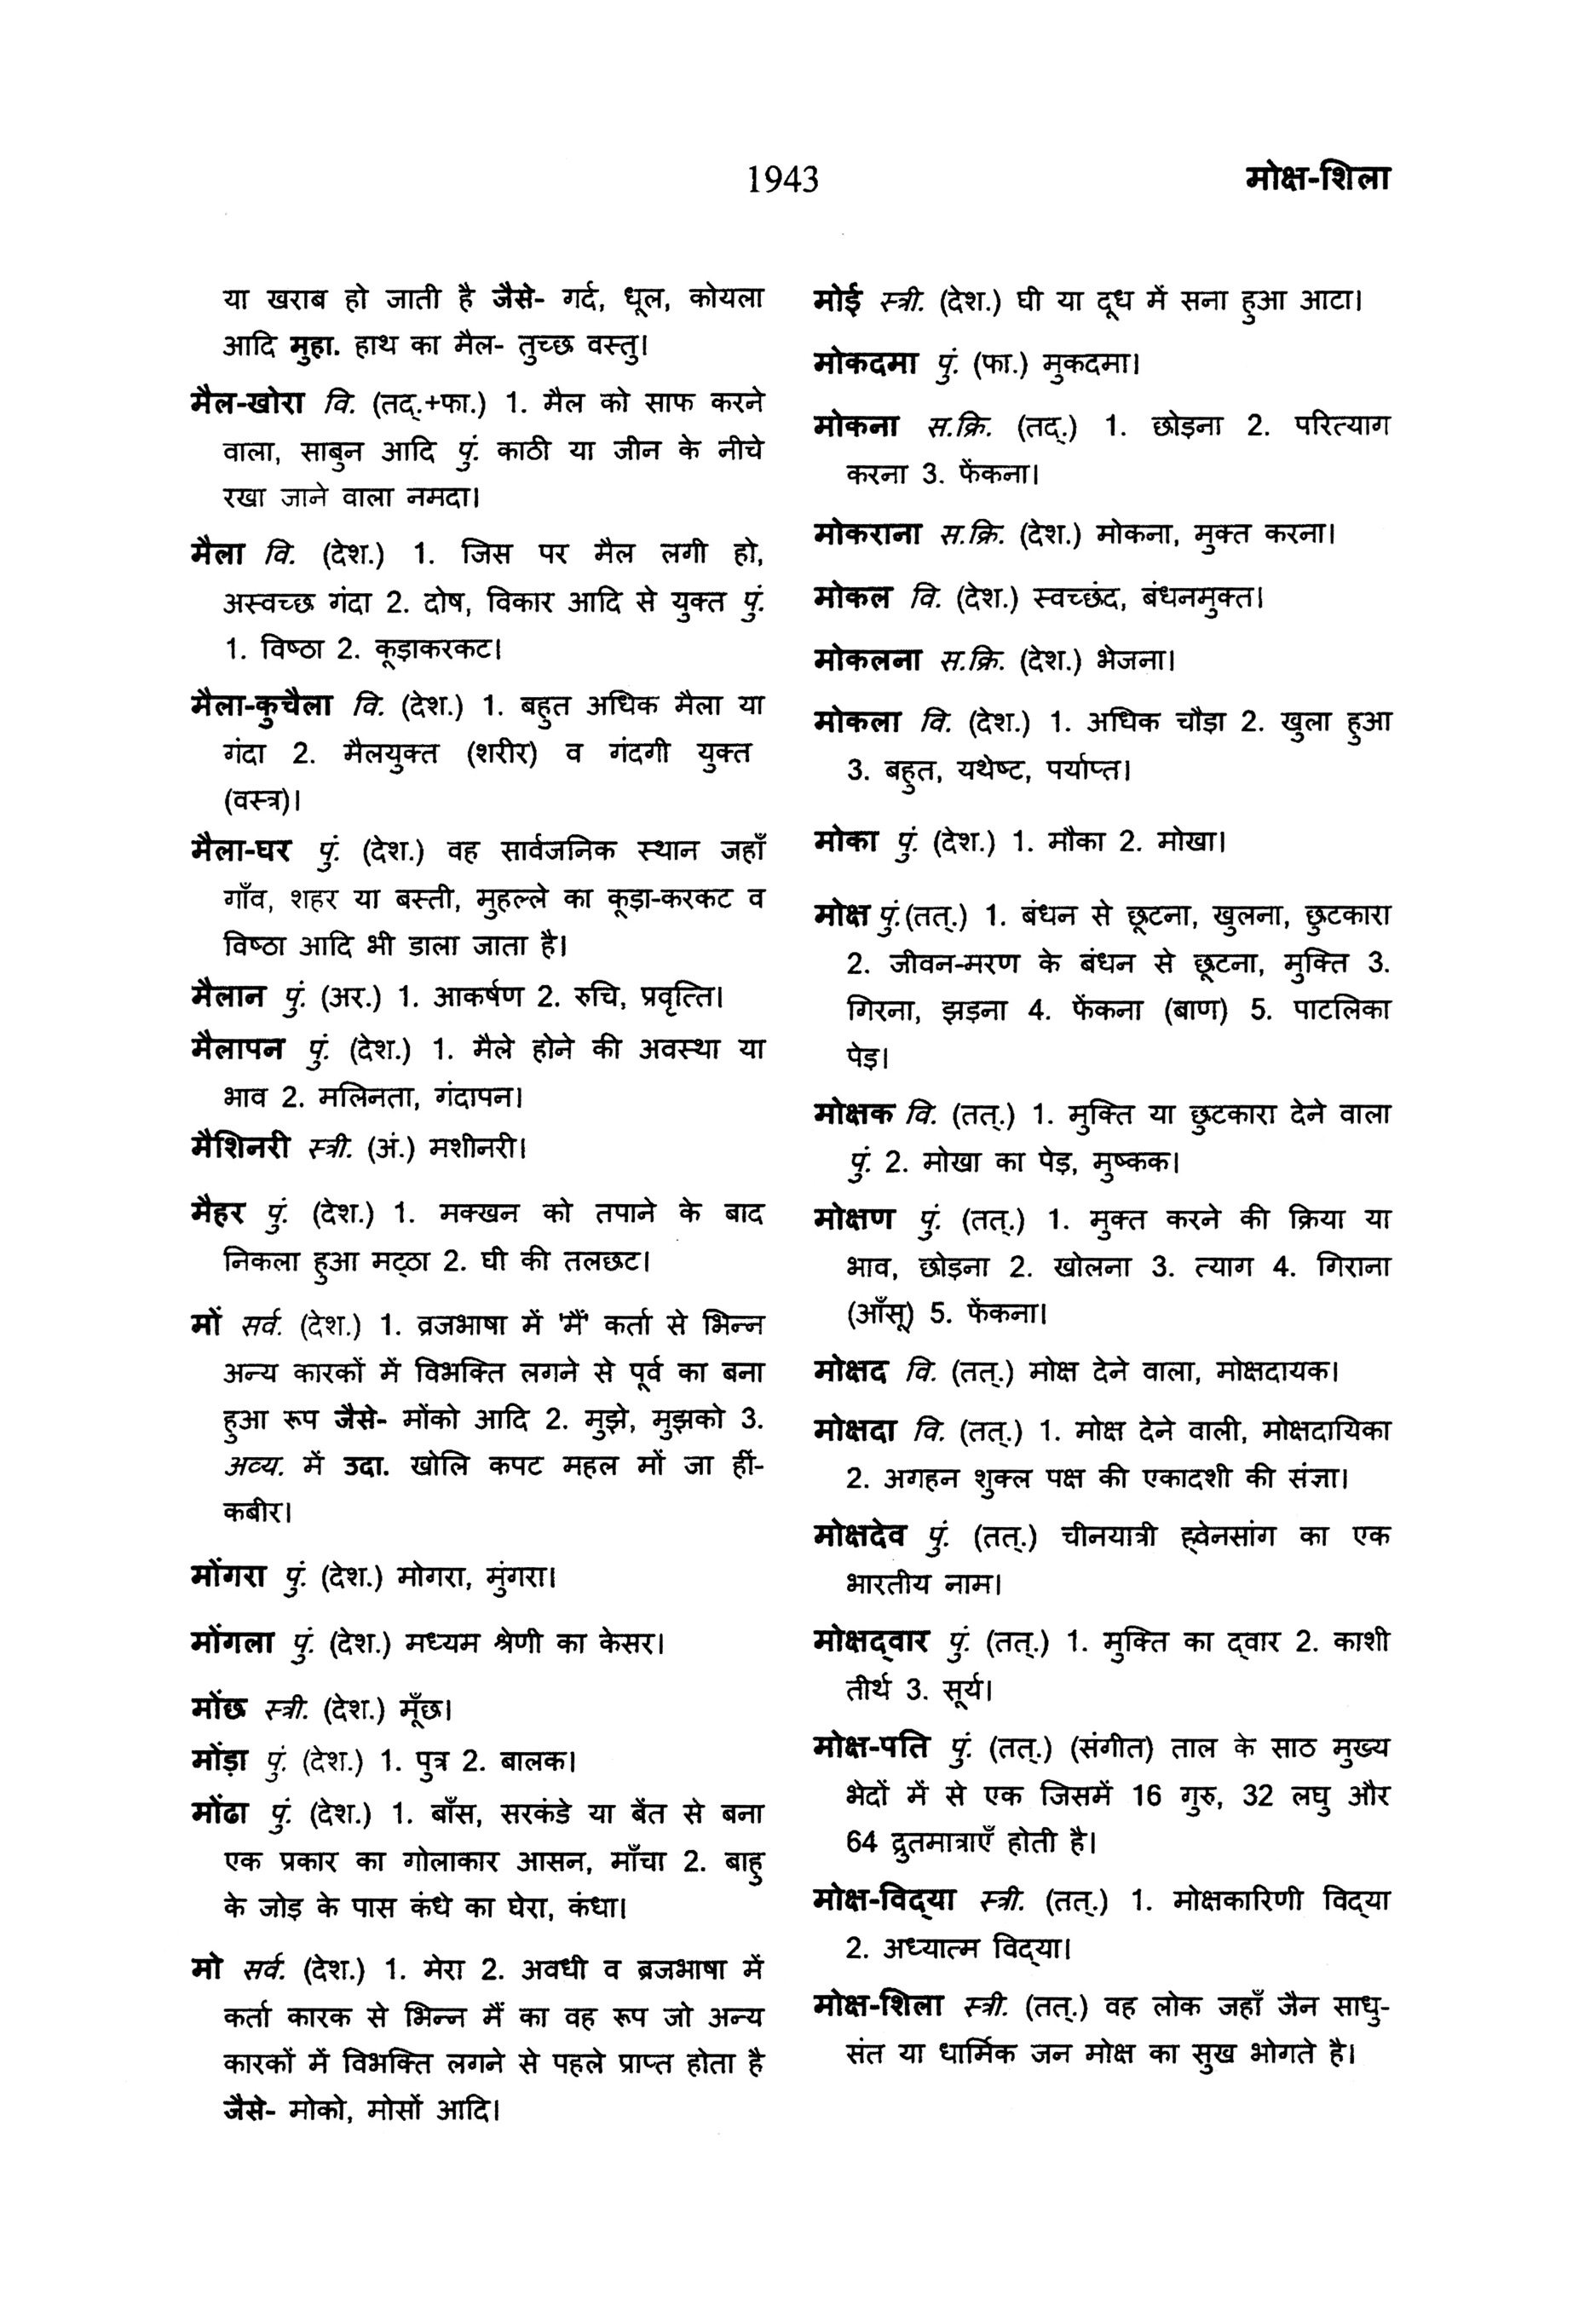 1943
मोक्ष-शिला
या खराब हो जाती है जैसे- गर्द, धूल, कोयला
आदि मुहा. हाथ का मैल- तुच्छ वस्तु।
मैल-खोरा वि. (तद्.+फा.) 1. मैल को साफ करने
वाला, साबुन आदि पुं. काठी या जीन के नीचे
रखा जाने वाला नमदा।
मैला वि. (देश.) 1. जिस पर मैल लगी हो,
अस्वच्छ गंदा 2. दोष, विकार आदि से युक्त पुं.
1. विष्ठा 2. कूड़ाकरकट।
मैला-कुचैला वि. (देश.) 1. बहुत अधिक मैला या
गंदा 2. मैलयुक्त (शरीर) व गंदगी युक्त
(वस्त्र)।
मैला-घर पुं. (देश.) वह सार्वजनिक स्थान जहाँ
गाँव, शहर या बस्ती, मुहल्ले का कूड़ा-करकट व
विष्ठा आदि भी डाला जाता है।
मैलान पुं. (अर.) 1. आकर्षण 2. रुचि, प्रवृत्ति।
मैलापन पुं. (देश.) 1. मैले होने की अवस्था या
भाव 2. मलिनता, गंदापन।
मैशिनरी स्त्री. (अं.) मशीनरी।
मैहर पुं. (देश.) 1. मक्खन को तपाने के बाद
निकला हुआ मट्ठा 2. घी की तलछट।
मों सर्व. (देश.) 1. व्रजभाषा में 'मैं' कर्ता से भिन्न
अन्य कारकों में विभक्ति लगने से पूर्व का बना
हुआ रूप जैसे- मोंको आदि 2. मुझे, मुझको 3.
अव्य. में उदा. खोलि कपट महल मों जा हीं-
कबीर।
मोंगरा पुं. (देश.) मोगरा, मुंगरा।
मोंगला पुं. (देश.) मध्यम श्रेणी का केसर।
मोंछ स्त्री. (देश.) मूँछ।
मोंड़ा पुं. (देश.) 1. पुत्र 2. बालक।
मोंढा पुं. (देश.) 1. बाँस, सरकंडे या बेंत से बना
एक प्रकार का गोलाकार आसन, माँचा 2. बाहु
के जोड़ के पास कंधे का घेरा, कंधा।
मो सर्व. (देश.) 1. मेरा 2. अवधी व ब्रजभाषा में
कर्ता कारक से भिन्न मैं का वह रूप जो अन्य
कारकों में विभक्ति लगने से पहले प्राप्त होता है
जैसे- मोको, मोसों आदि।
मोई स्त्री. (देश.) घी या दूध में सना हुआ आटा।
मोकदमा पुं. (फा.) मुकदमा।
मोकना स.क्रि. (तद्.) 1. छोड़ना 2. परित्याग
करना 3. फेंकना।
मोकराना स.क्रि. (देश.) मोकना, मुक्त करना।
मोकल वि. (देश.) स्वच्छंद, बंधनमुक्त।
मोकलना स.क्रि. (देश.) भेजना।
मोकला वि. (देश.) 1. अधिक चौड़ा 2. खुला हुआ
3. बहुत, यथेष्ट, पर्याप्त।
मोका पुं. (देश.) 1. मौका 2. मोखा।
मोक्ष पुं.(तत्.) 1. बंधन से छूटना, खुलना, छुटकारा
2. जीवन-मरण के बंधन से छूटना, मुक्ति 3.
गिरना, झड़ना 4. फेंकना (बाण) 5. पाटलिका
पेड़।
मोक्षक वि. (तत्.) 1. मुक्ति या छुटकारा देने वाला
पुं. 2. मोखा का पेड़, मुष्कक।
मोक्षण पुं. (तत्.) 1. मुक्त करने की क्रिया या
भाव, छोड़ना 2. खोलना 3. त्याग 4. गिराना
(आँसू) 5. फेंकना।
मोक्षद वि. (तत्.) मोक्ष देने वाला, मोक्षदायक।
मोक्षदा वि. (तत्.) 1. मोक्ष देने वाली, मोक्षदायिका
2. अगहन शुक्ल पक्ष की एकादशी की संज्ञा।
मोक्षदेव पुं. (तत्.) चीनयात्री ह्वेनसांग का एक
भारतीय नाम।
मोक्षद्‌वार पुं. (तत्.) 1. मुक्ति का द्‌वार 2. काशी
तीर्थ 3. सूर्य।
मोक्ष-पति पुं. (तत्.) (संगीत) ताल के साठ मुख्य
भेदों में से एक जिसमें 16 गुरु, 32 लघु और
64 द्रुतमात्राएँ होती है।
मोक्ष-विद्‌या स्त्री. (तत्.) 1. मोक्षकारिणी विद्‌या
2. अध्यात्म विद्‌या।
मोक्ष-शिला स्त्री. (तत्.) वह लोक जहाँ जैन साधु-
संत या धार्मिक जन मोक्ष का सुख भोगते है।